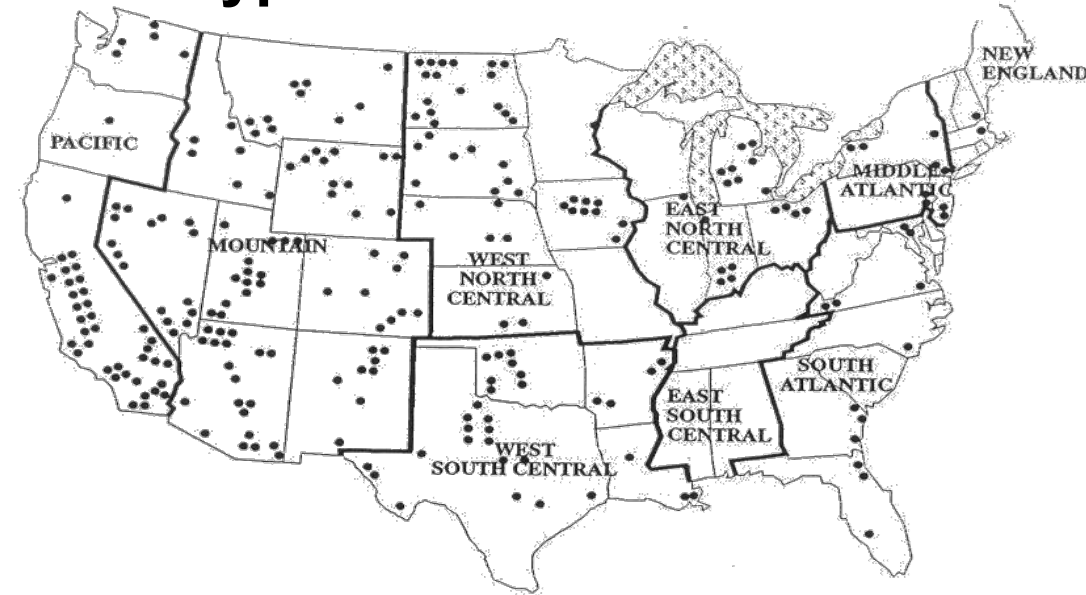 NEW
ENGLAND
PACIFIC
MIDDLE
ATLANTIC
EAST
NORTH
CENTRAL
MOUNTAIN
WEST
NORTH
CENTRAL
SOUTH
ATLANTIC
EAST
SOUTH
CENTRAL
WEST
SOUTH CENTRAL